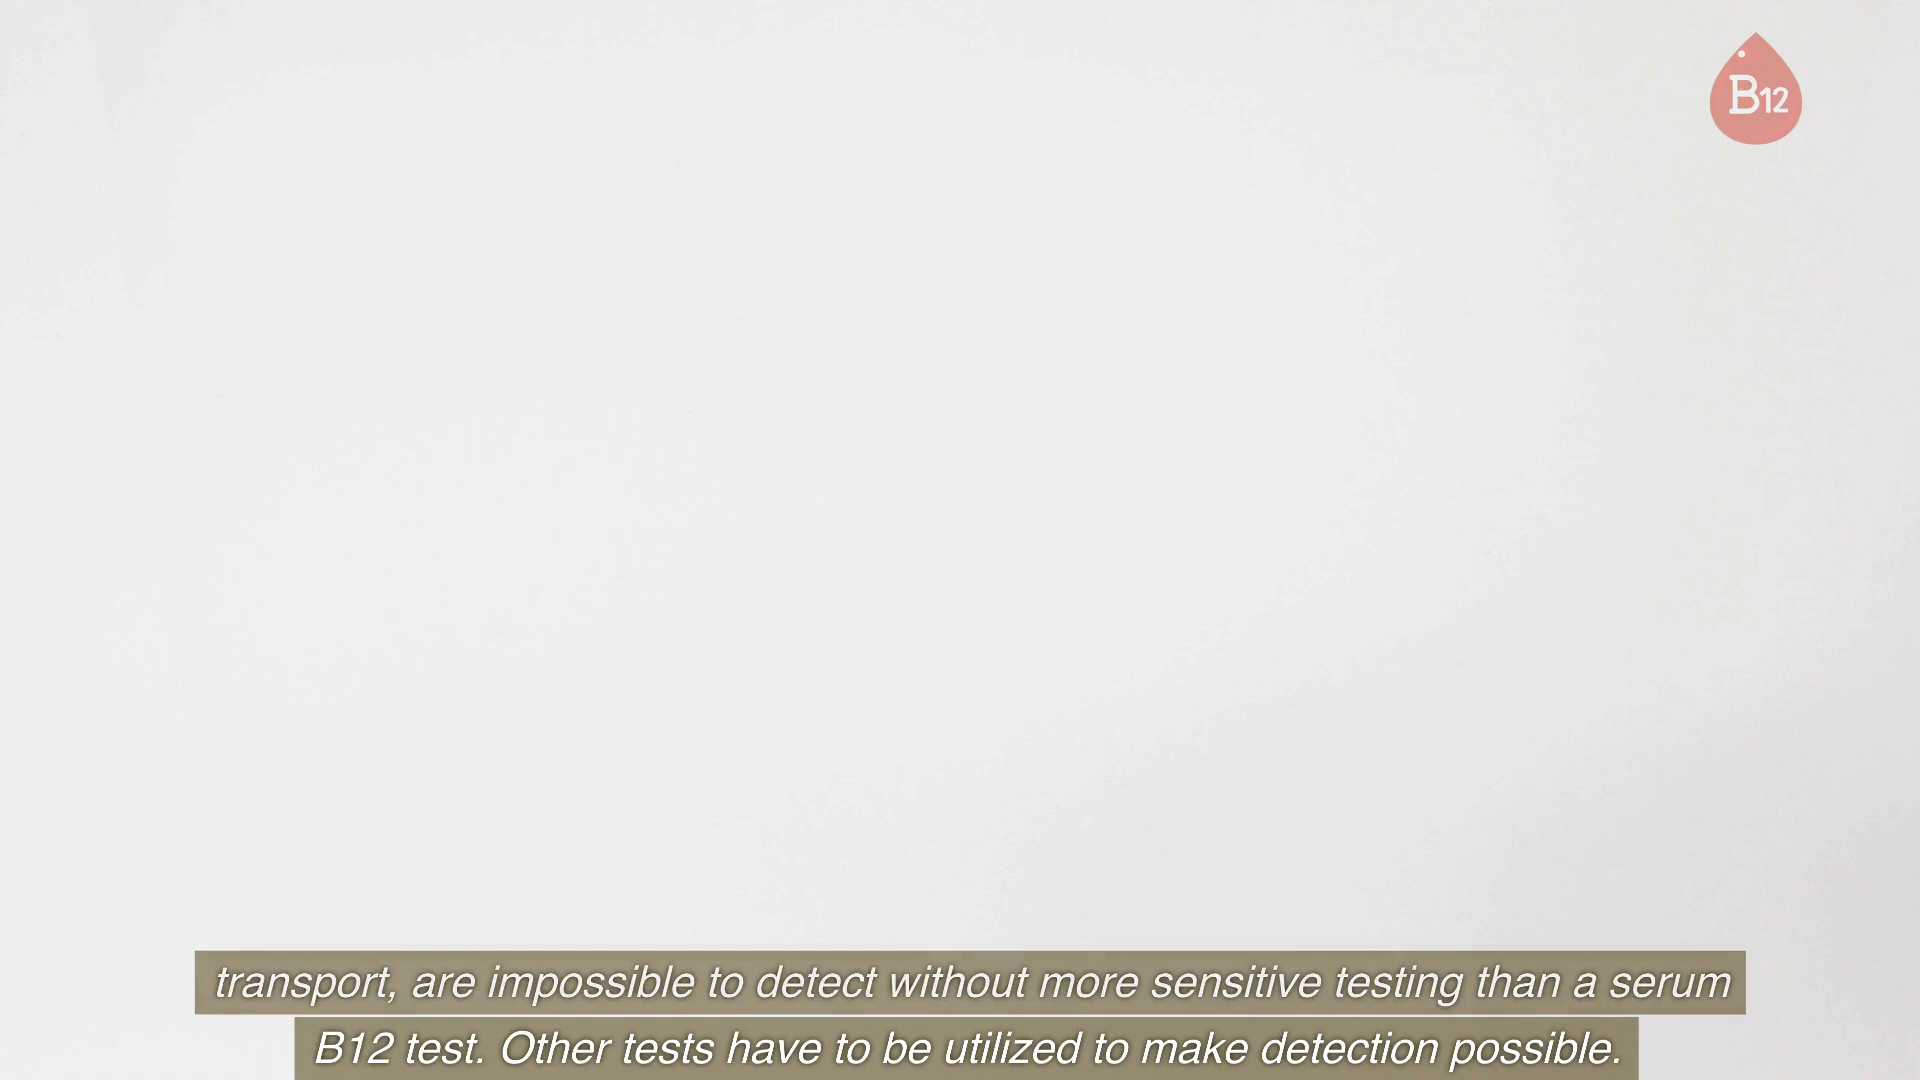 B12
transport, are impossible to detect without more sensitive testing than a serum
B12 test. Other tests have to be utilized to make detection possible.